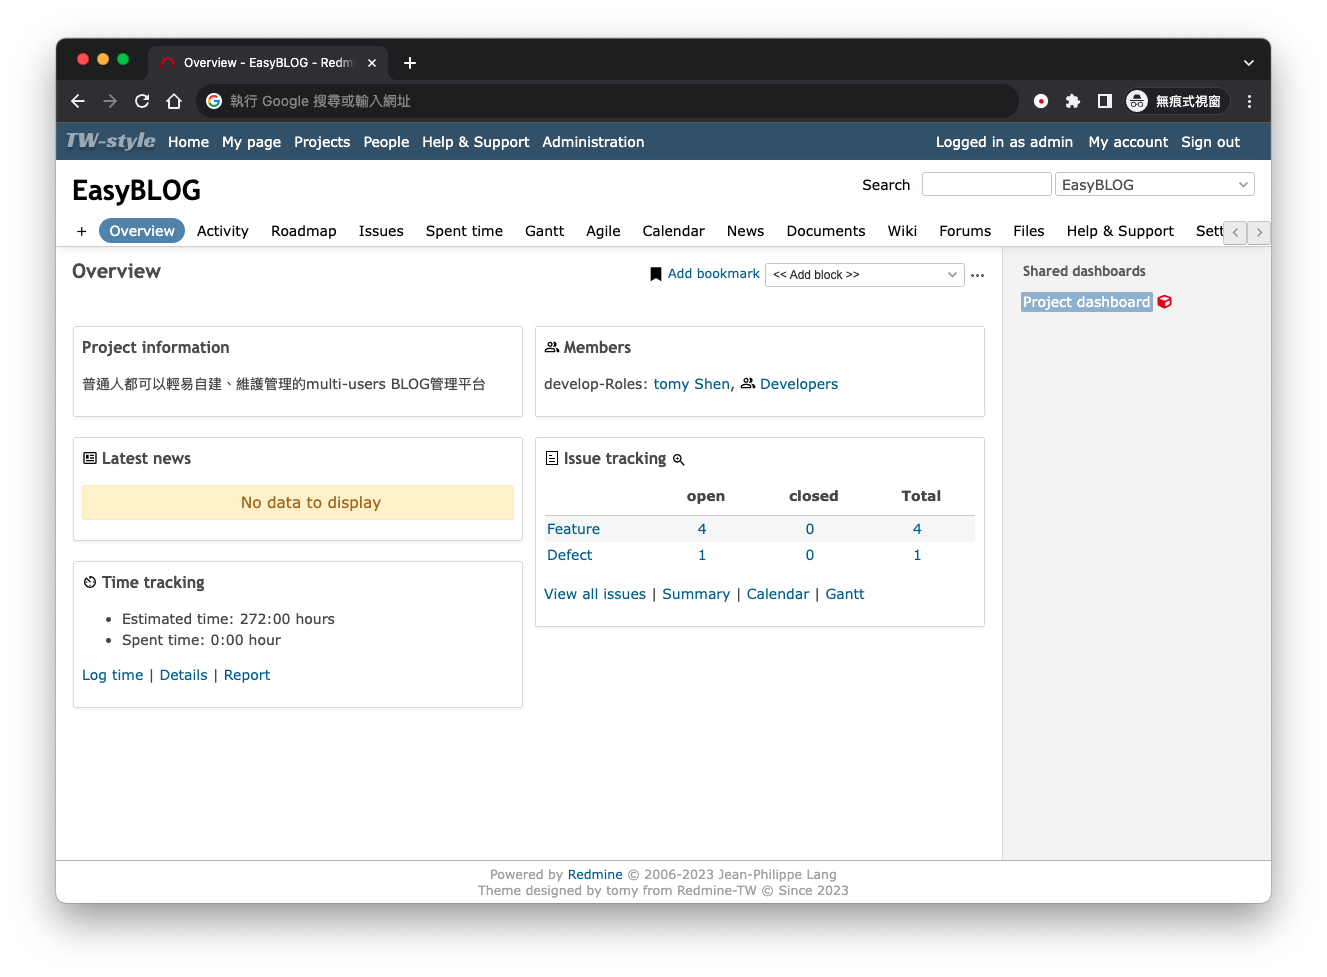 Overview - EasyBLOG - Redm
執行 Google 搜尋或輸入網址
無痕式視窗
TW-style Home My page Projects People Help & Support Administration Logged in as admin My account Sign out
EasyBLOG
Search EasyBLOG
+ Overview Activity Roadmap Issues Spent time Gantt Agile Calendar News Documents Wiki Forums Files Help & Support Sett
Overview
Add bookmark << Add block >> ...
Shared dashboards
Project dashboard
Project information
普通人都可以輕易自建、維護管理的multi-users BLOG管理平台
Members
develop-Roles: tomy Shen, Developers
Latest news
No data to display
Issue tracking
open closed Total
Feature 4 0 4
Defect 1 0 1
View all issues | Summary | Calendar | Gantt
Time tracking
• Estimated time: 272:00 hours
• Spent time: 0:00 hour
Log time | Details | Report
Powered by Redmine © 2006-2023 Jean-Philippe Lang
Theme designed by tomy from Redmine-TW © Since 2023